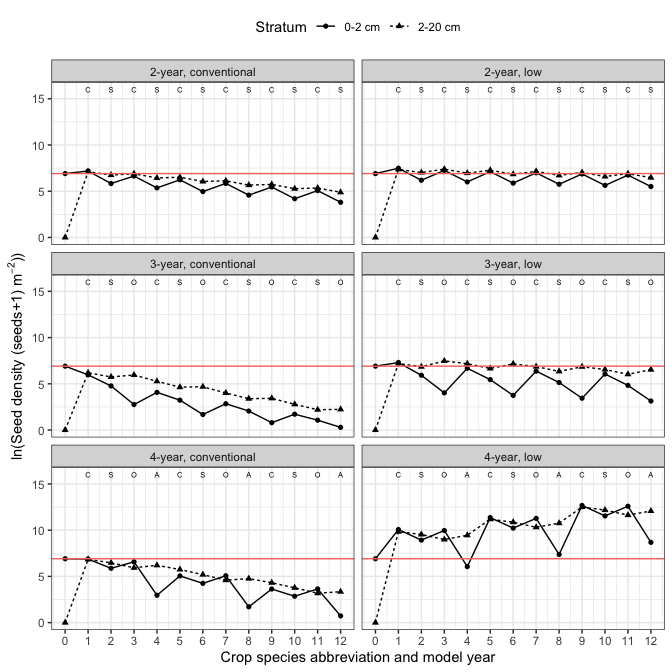 Stratum 0-2 cm 2-20 cm
2-year, conventional 2-year, low
C S C S C S C S C S C S C S C S C S C S C S C S
15
10
5
0
3-year, conventional 3-year, low
C S O C S O C S O C S O C S O C S O C S O C S O
15
10
5
0
4-year, conventional 4-year, low
C S O A C S O A C S O A C S O A C S O A C S O A
15
10
5
0
0 1 2 3 4 5 6 7 8 9 10 11 12 0 1 2 3 4 5 6 7 8 9 10 11 12
Crop species abbreviation and model year
ln(Seed density (seeds+1) m⁻²))